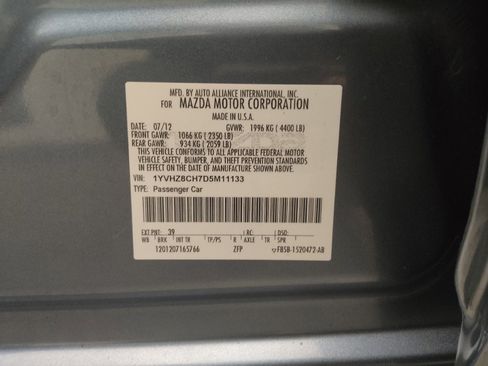 MFD. BY AUTO ALLIANCE INTERNATIONAL, INC.
FOR MAZDA MOTOR CORPORATION
MADE IN U.S.A.
DATE: 07/12 GVWR: 1996 KG ( 4400 LB)
FRONT GAWR: 1066 KG ( 2350 LB)
REAR GAWR: 934 KG ( 2059 LB)
THIS VEHICLE CONFORMS TO ALL APPLICABLE FEDERAL MOTOR
VEHICLE SAFETY, BUMPER, AND THEFT PREVENTION STANDARDS
IN EFFECT ON THE DATE OF MANUFACTURE SHOWN ABOVE.
VIN: 1YVHZ8CH7D5M11133
TYPE: Passenger Car
EXT PNT: 39 RC: DSO:
WB BRK INT TR TP/PS R AXLE TR SPR
1201207165766 ZFP FB5B-1520472-AB